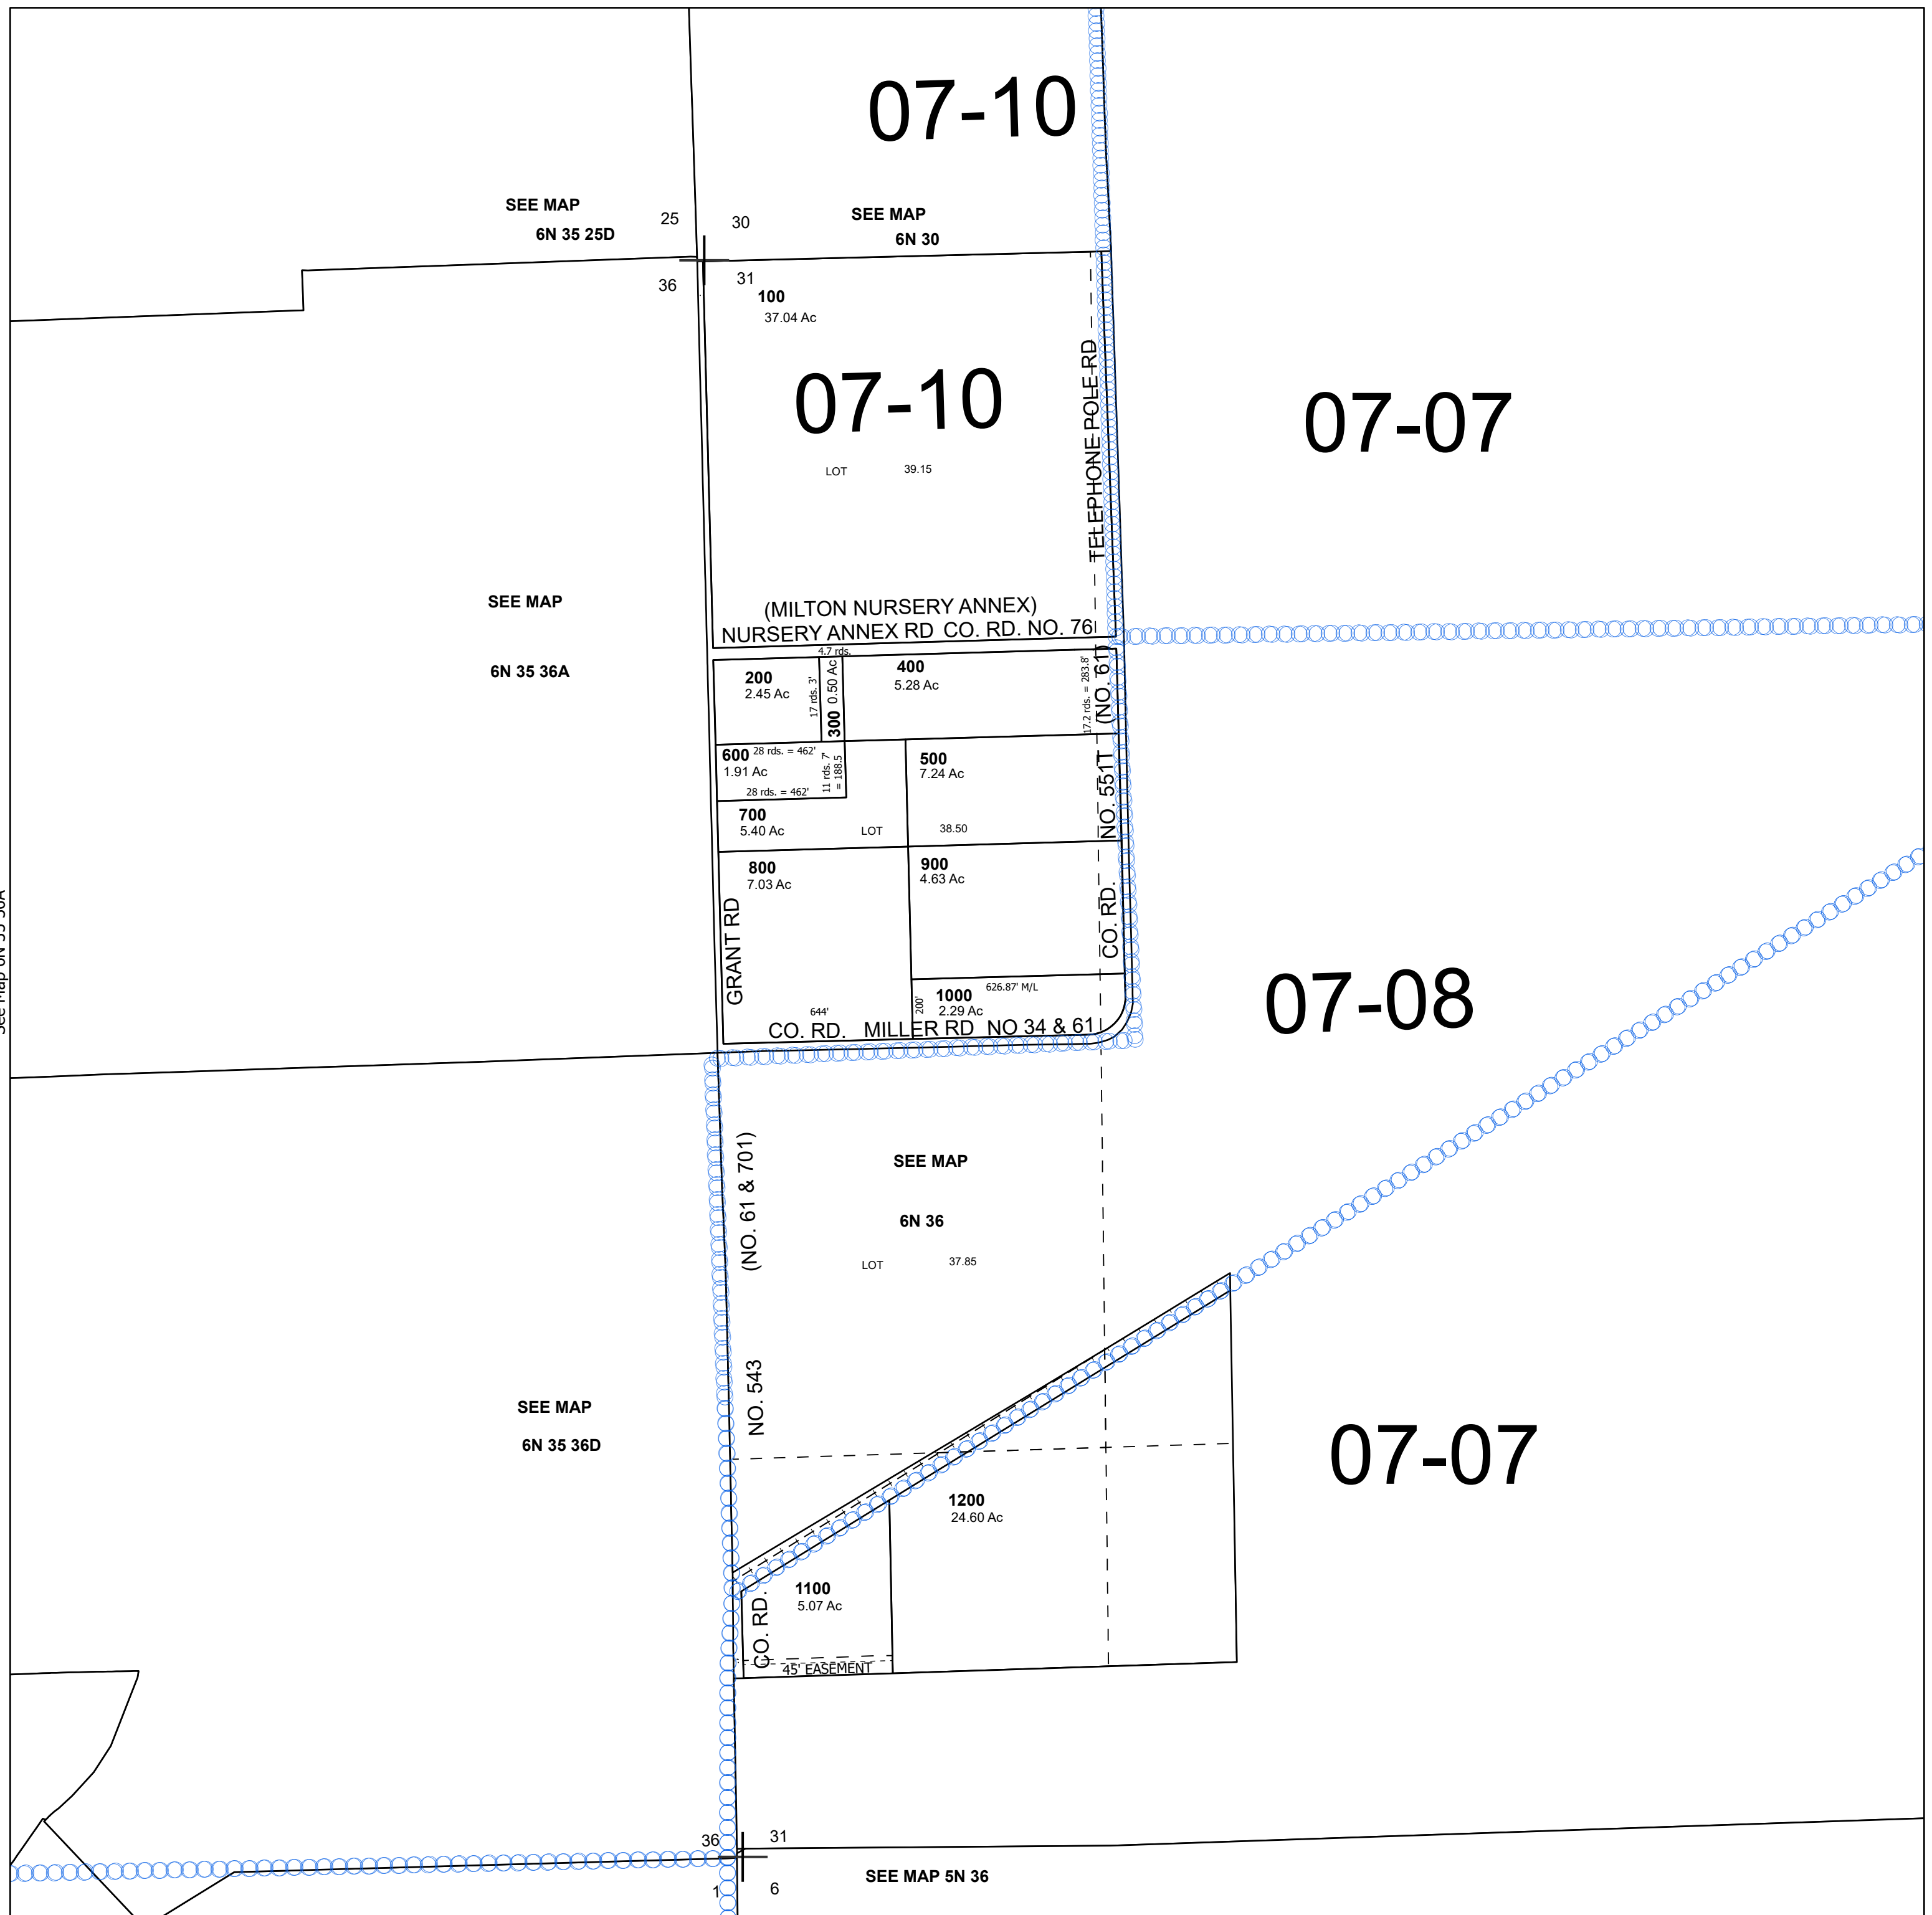 07-10
SEE MAP
6N 35 25D
25
30
SEE MAP
6N 30
36
31
100
37.04 Ac
07-10
LOT 39.15
TELEPHONE POLE RD
07-07
SEE MAP
6N 35 36A
(MILTON NURSERY ANNEX)
NURSERY ANNEX RD CO. RD. NO. 76
4.7 rds.
200
2.45 Ac
17 rds. 3'
300 0.50 Ac
400
5.28 Ac
17.2 rds. = 283.8'
(NO. 61)
600 28 rds. = 462'
1.91 Ac
11 rds. 7'
= 188.5
28 rds. = 462'
500
7.24 Ac
NO. 551T
700
5.40 Ac
LOT 38.50
800
7.03 Ac
900
4.63 Ac
CO. RD.
GRANT RD
See Map 6N 35 36A
1000
2.29 Ac
626.87' M/L
200'
644'
CO. RD. MILLER RD NO 34 & 61
07-08
(NO. 61 & 701)
SEE MAP
6N 36
LOT 37.85
NO. 543
SEE MAP
6N 35 36D
07-07
1200
24.60 Ac
1100
5.07 Ac
CO. RD.
45' EASEMENT
36
31
1
6
SEE MAP 5N 36